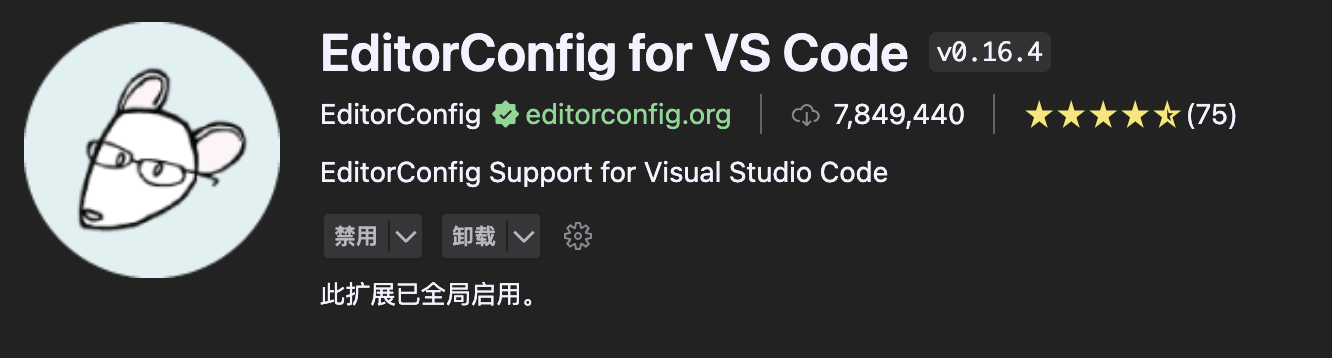 EditorConfig for VS Code v0.16.4
EditorConfig editorconfig.org 7,849,440 (75)
EditorConfig Support for Visual Studio Code
禁用 卸载
此扩展已全局启用。